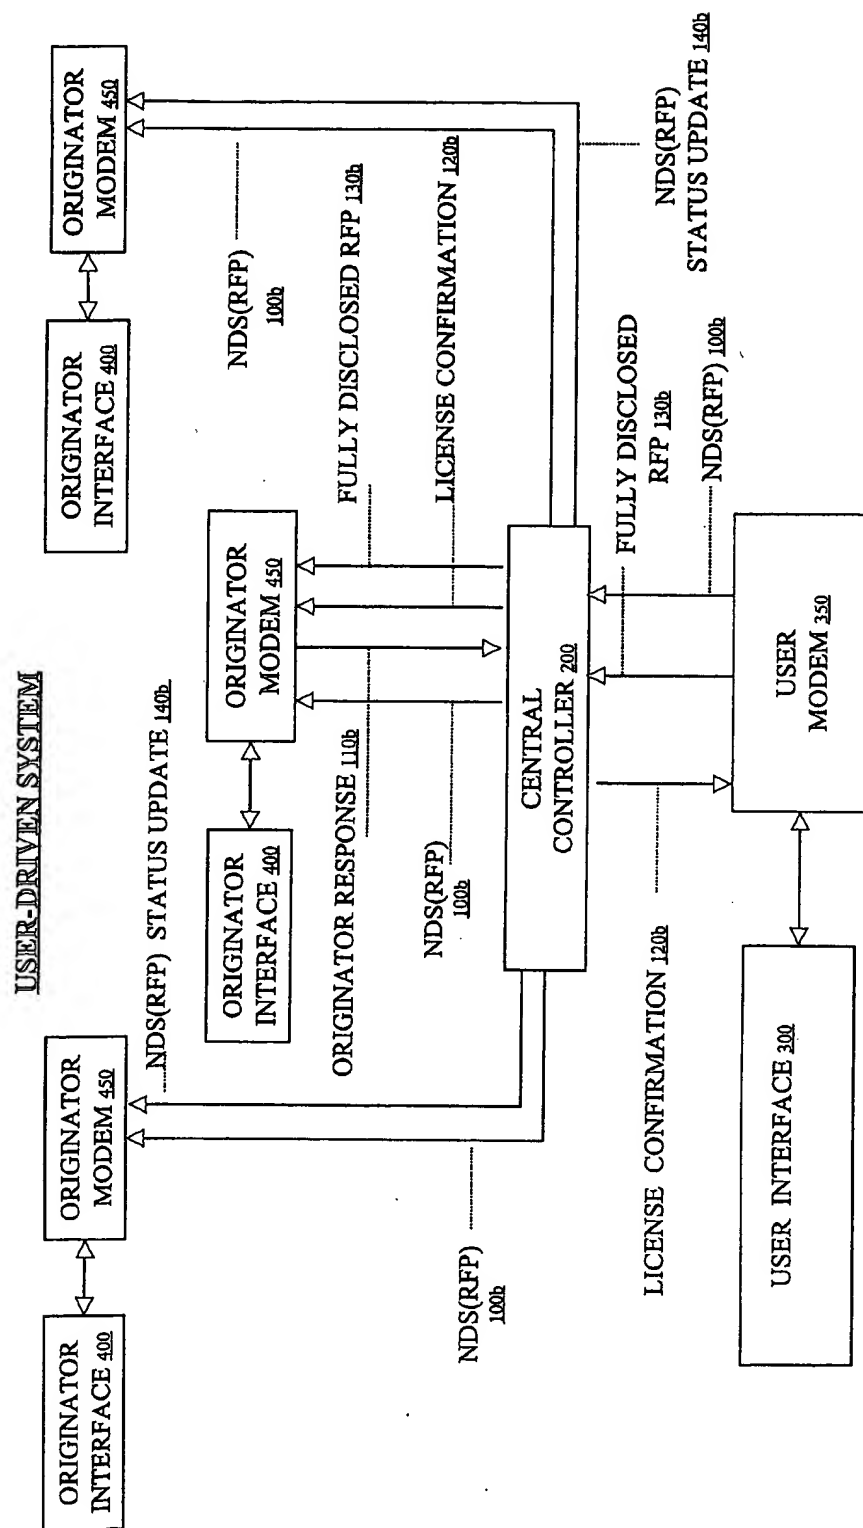 USER-DRIVEN SYSTEM
ORIGINATOR
INTERFACE 400
ORIGINATOR
MODEM 450
ORIGINATOR
INTERFACE 400
ORIGINATOR
MODEM 450
NDS(RFP) STATUS UPDATE 140b
ORIGINATOR
INTERFACE 400
ORIGINATOR
MODEM 450
NDS(RFP)
100b
ORIGINATOR RESPONSE 110b
FULLY DISCLOSED RFP 130b
NDS(RFP)
100b
LICENSE CONFIRMATION 120b
NDS(RFP)
100b
CENTRAL
CONTROLLER 200
LICENSE CONFIRMATION 120b
FULLY DISCLOSED
RFP 130b
NDS(RFP) 100b
NDS(RFP)
STATUS UPDATE 140b
USER INTERFACE 300
USER
MODEM 350